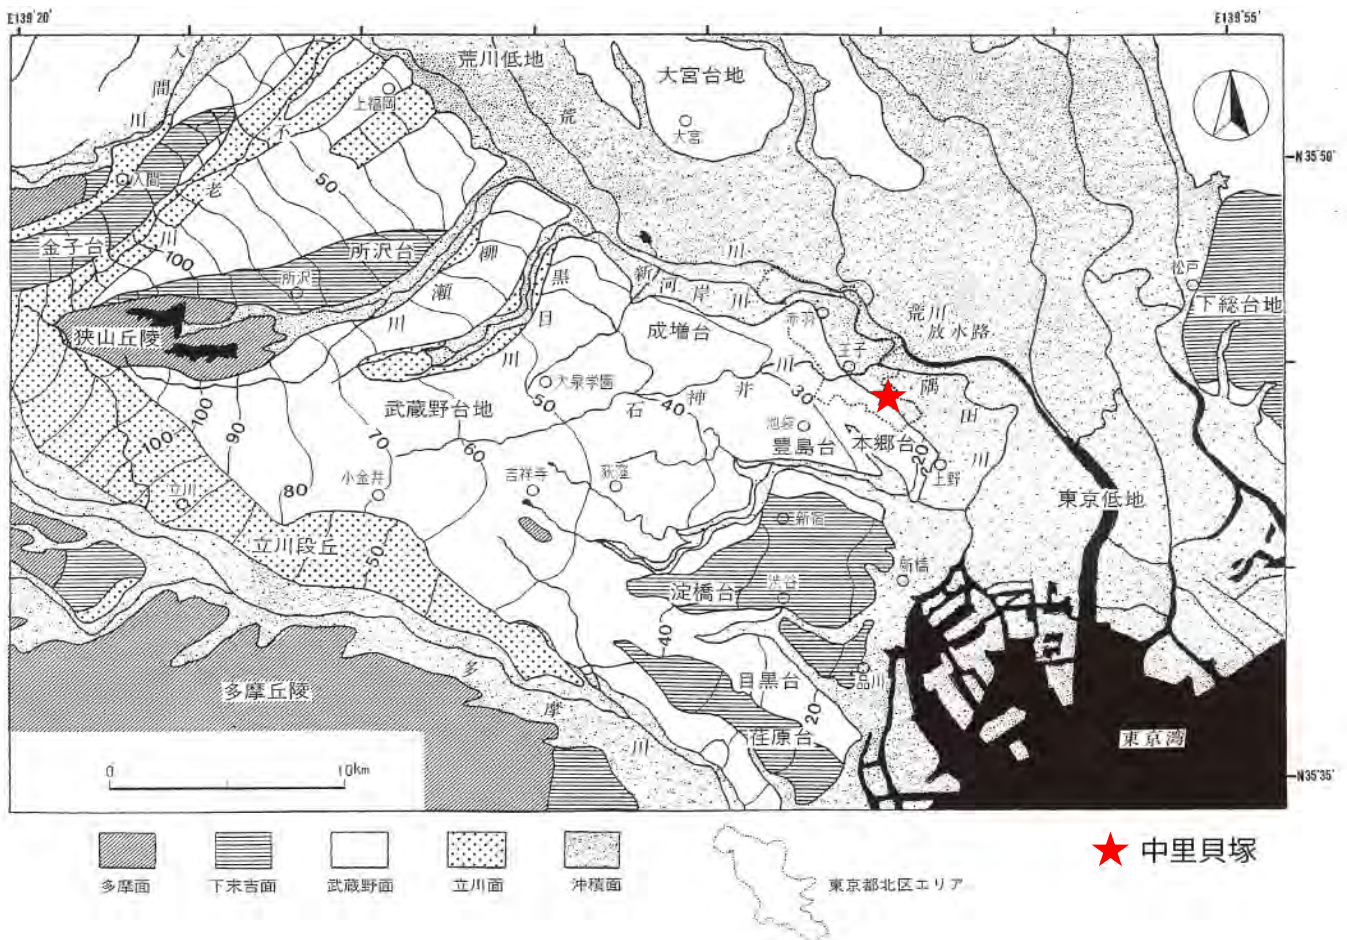 E139°20'
E139°55'
荒川低地
大宮台地
入
間
川
上福岡
荒
大宮
不
老
川
50
N35°50'
入間
金子台
100
所沢台
所沢
柳
瀬
川
黒
目
川
新
河
岸
川
川
松戸
下総台地
狭山丘陵
成増台
赤羽
荒川
放水路
王子
隅
田
川
大泉学園
石
神
井
川
30
40
50
武蔵野台地
池袋
豊島台
本郷台
20
上野
100
100
90
70
60
80
小金井
吉祥寺
荻窪
東京低地
立川
新宿
立川段丘
50
新橋
淀橋台
渋谷
40
多摩丘陵
多
摩
川
目黒台
品川
20
荏原台
東京湾
N35°35'
0
10km
多摩面
下末吉面
武蔵野面
立川面
沖積面
東京都北区エリア
中里貝塚